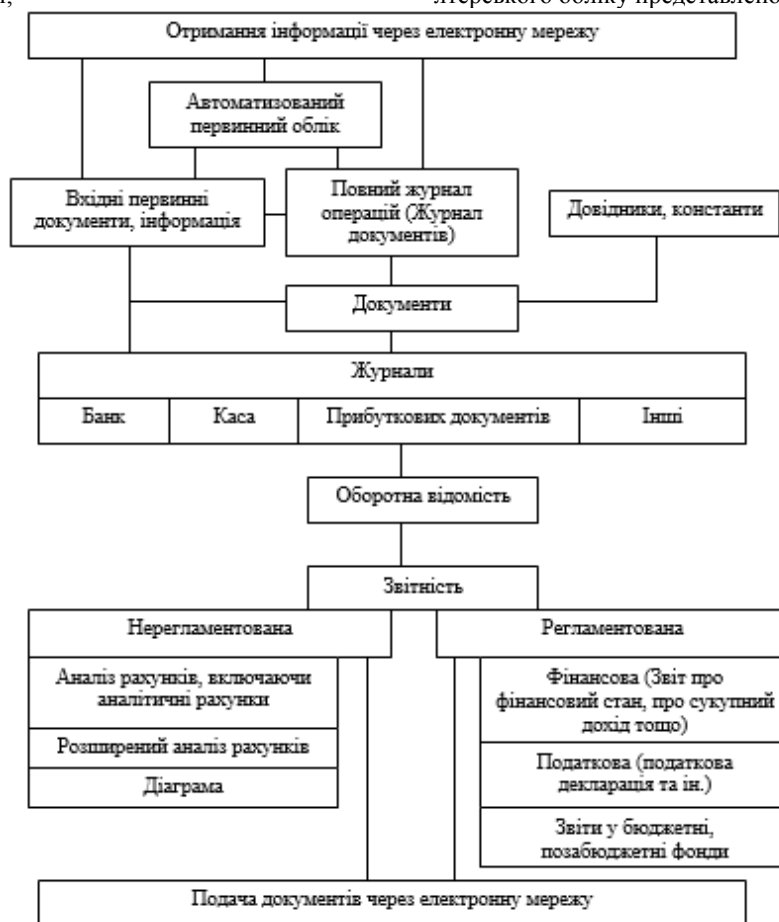 лтерського обліку представлено
Отримання інформації через електронну мережу
Автоматизований
первинний облік
Вхідні первинні
документи, інформація
Повний журнал
операцій (Журнал
документів)
Довідники, константи
Документи
Журнали
Банк
Каса
Прибуткових документів
Інші
Оборотна відомість
Звітність
Нерегламентована
Регламентована
Аналіз рахунків, включаючи
аналітичні рахунки
Розширений аналіз рахунків
Діаграма
Фінансова (Звіт про
фінансовий стан, про сукупний
дохід тощо)
Податкова (податкова
декларація та ін.)
Звіти у бюджетні,
позабюджетні фонди
Подача документів через електронну мережу